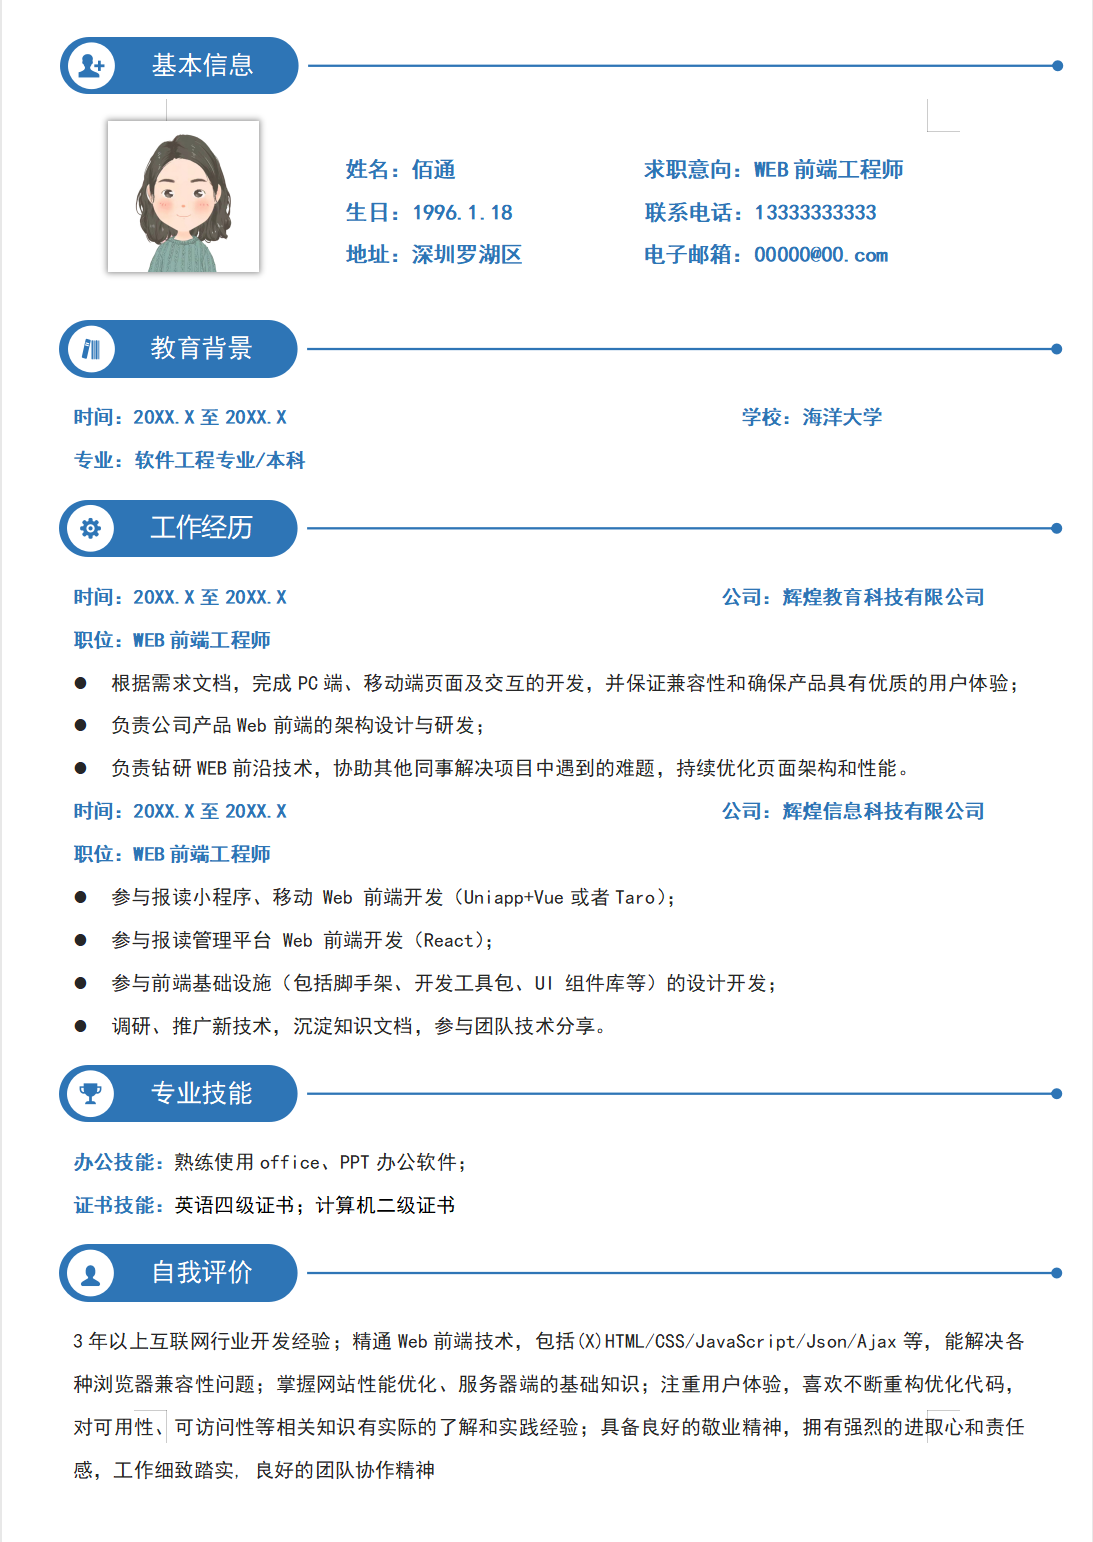 基本信息
姓名：佰通 求职意向：WEB 前端工程师
生日：1996.1.18 联系电话：13333333333
地址：深圳罗湖区 电子邮箱：00000@00.com
教育背景
时间：20XX.X 至 20XX.X 学校：海洋大学
专业：软件工程专业/本科
工作经历
时间：20XX.X 至 20XX.X 公司：辉煌教育科技有限公司
职位：WEB 前端工程师
● 根据需求文档，完成 PC 端、移动端页面及交互的开发，并保证兼容性和确保产品具有优质的用户体验；
● 负责公司产品 Web 前端的架构设计与研发；
● 负责钻研 WEB 前沿技术，协助其他同事解决项目中遇到的难题，持续优化页面架构和性能。
时间：20XX.X 至 20XX.X 公司：辉煌信息科技有限公司
职位：WEB 前端工程师
● 参与报读小程序、移动 Web 前端开发（Uniapp+Vue 或者 Taro）；
● 参与报读管理平台 Web 前端开发（React）；
● 参与前端基础设施（包括脚手架、开发工具包、UI 组件库等）的设计开发；
● 调研、推广新技术，沉淀知识文档，参与团队技术分享。
专业技能
办公技能：熟练使用 office、PPT 办公软件；
证书技能：英语四级证书；计算机二级证书
自我评价
3 年以上互联网行业开发经验；精通 Web 前端技术，包括(X)HTML/CSS/JavaScript/Json/Ajax 等，能解决各
种浏览器兼容性问题；掌握网站性能优化、服务器端的基础知识；注重用户体验，喜欢不断重构优化代码，
对可用性、可访问性等相关知识有实际的了解和实践经验；具备良好的敬业精神，拥有强烈的进取心和责任
感，工作细致踏实, 良好的团队协作精神